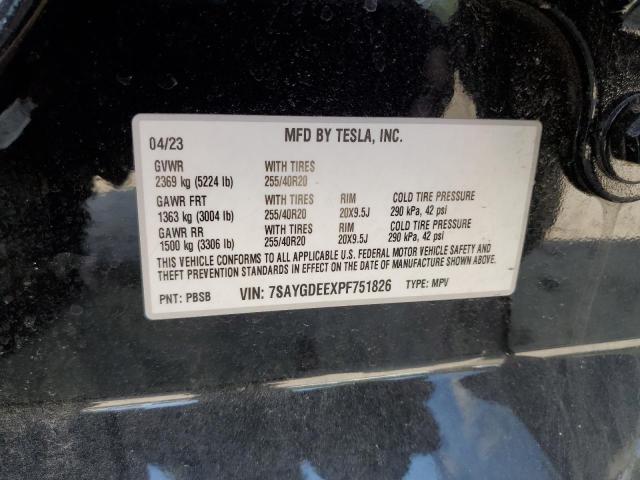 04/23 MFD BY TESLA, INC.
GVWR WITH TIRES
2369 kg (5224 lb) 255/40R20
GAWR FRT WITH TIRES RIM COLD TIRE PRESSURE
1363 kg (3004 lb) 255/40R20 20X9.5J 290 kPa, 42 psi
GAWR RR WITH TIRES RIM COLD TIRE PRESSURE
1500 kg (3306 lb) 255/40R20 20X9.5J 290 kPa, 42 psi
THIS VEHICLE CONFORMS TO ALL APPLICABLE U.S. FEDERAL MOTOR VEHICLE SAFETY AND
THEFT PREVENTION STANDARDS IN EFFECT ON THE DATE OF MANUFACTURE SHOWN ABOVE.
PNT: PBSB VIN: 7SAYGDEEXPF751826 TYPE: MPV